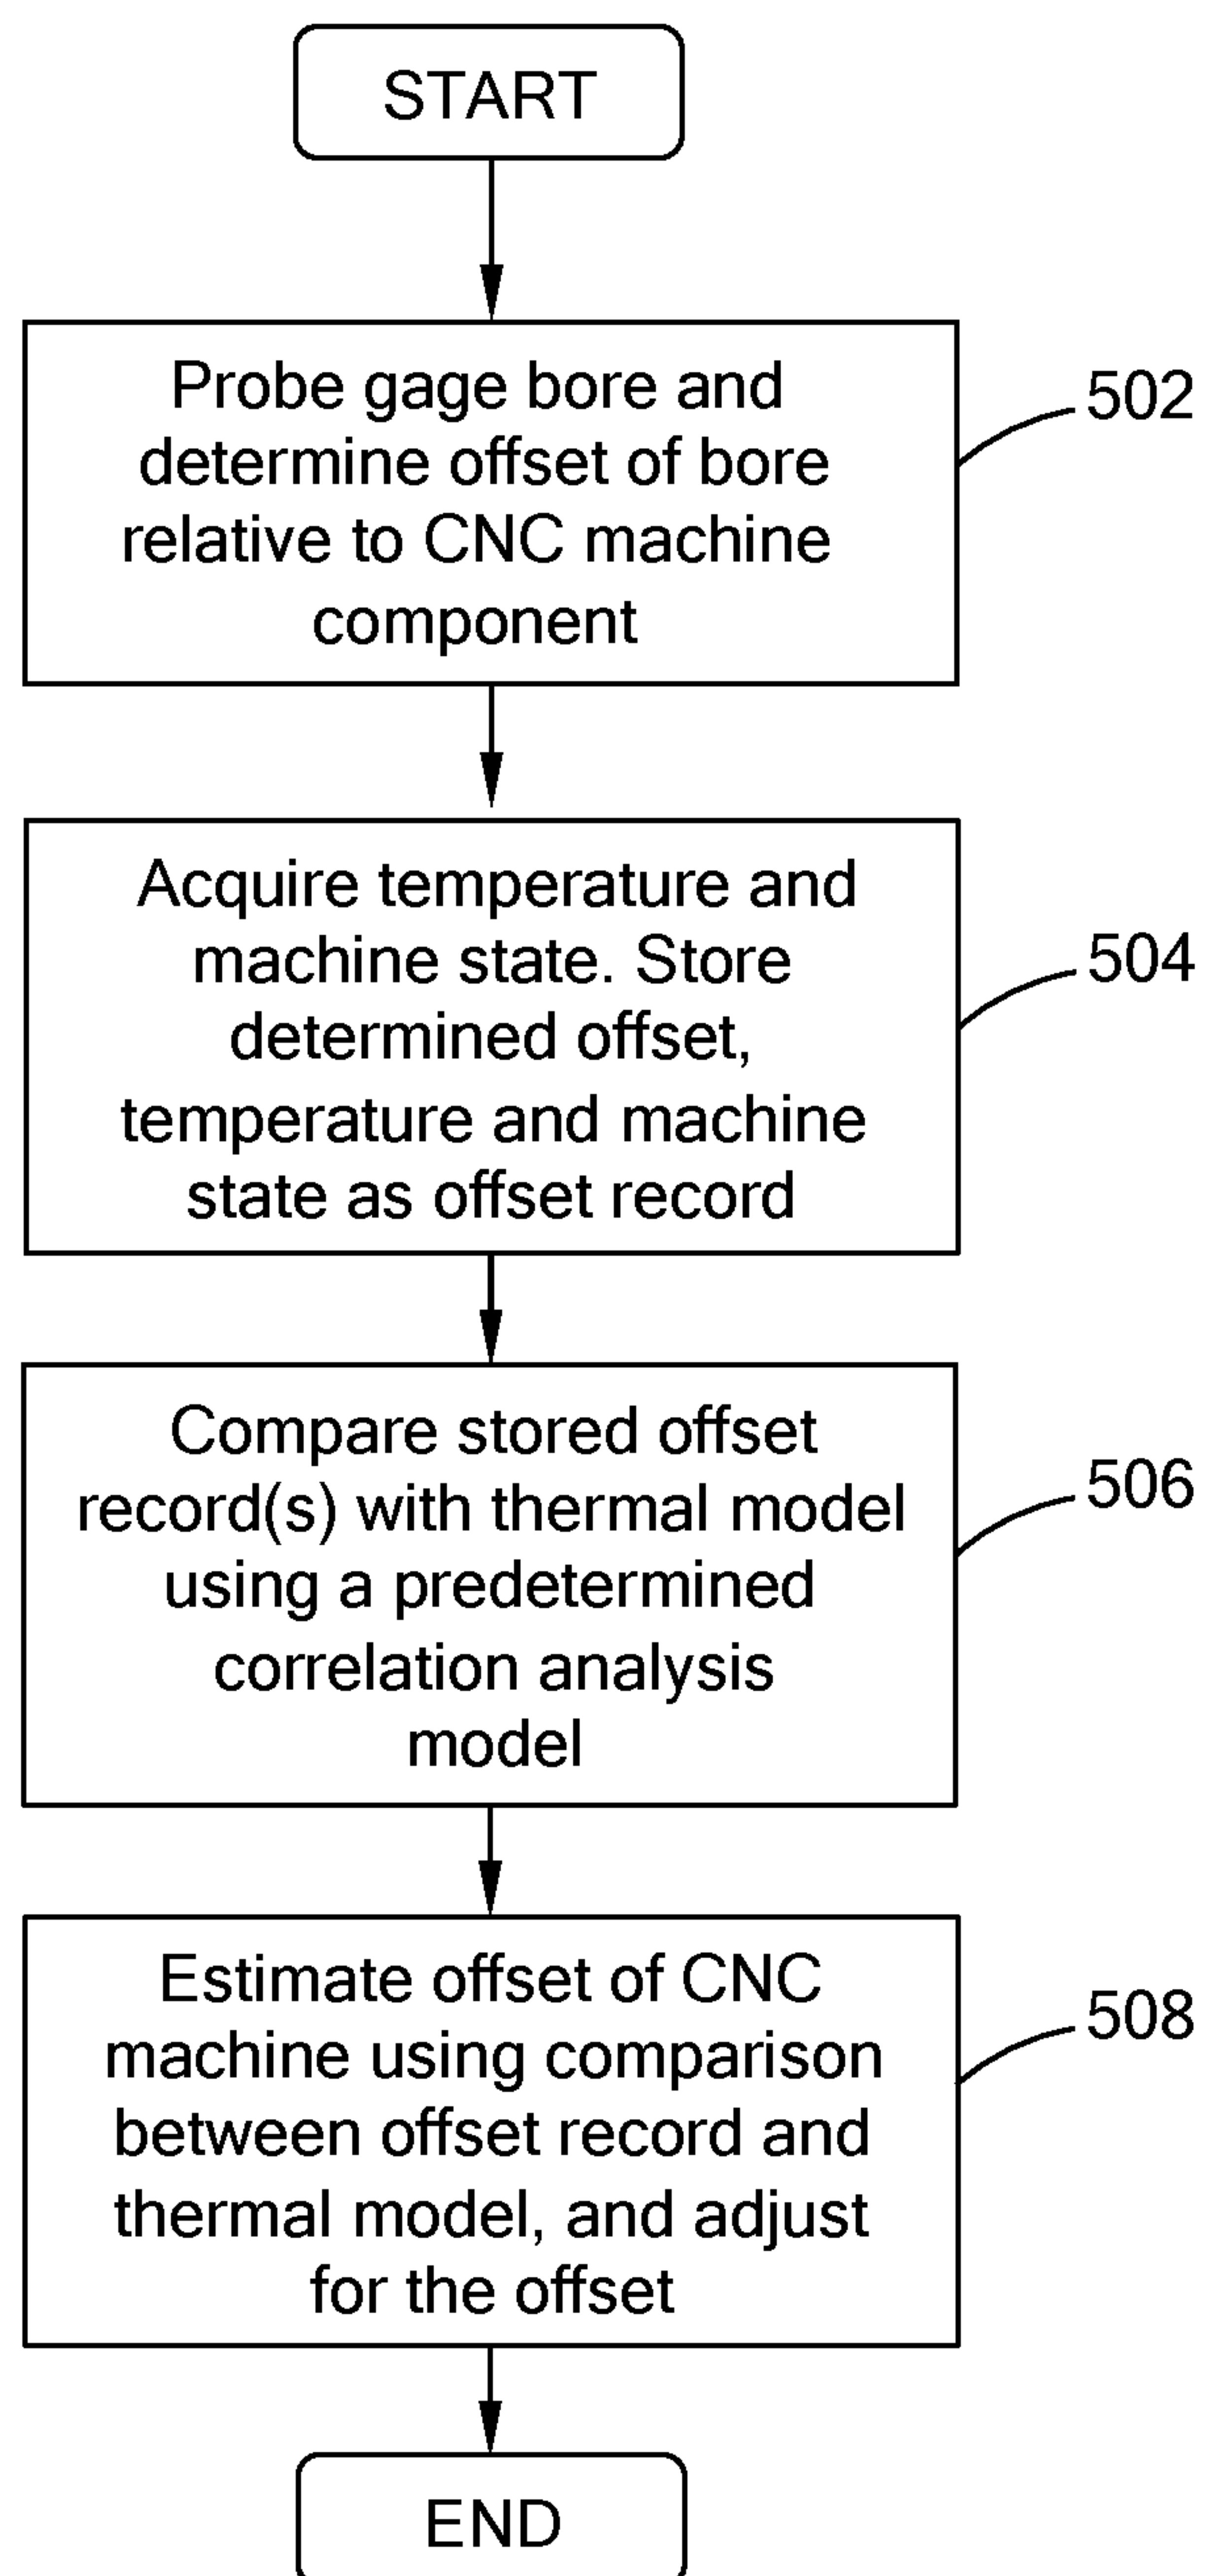 START
Probe gage bore and
determine offset of bore
relative to CNC machine
component
502
Acquire temperature and
machine state. Store
determined offset,
temperature and machine
state as offset record
504
Compare stored offset
record(s) with thermal model
using a predetermined
correlation analysis
model
506
Estimate offset of CNC
machine using comparison
between offset record and
thermal model, and adjust
for the offset
508
END